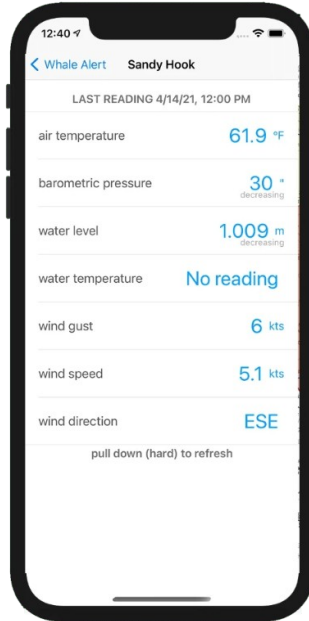 12:40
Whale Alert Sandy Hook
LAST READING 4/14/21, 12:00 PM
air temperature 61.9 °F
barometric pressure 30 "
decreasing
water level 1.009 m
decreasing
water temperature No reading
wind gust 6 kts
wind speed 5.1 kts
wind direction ESE
pull down (hard) to refresh